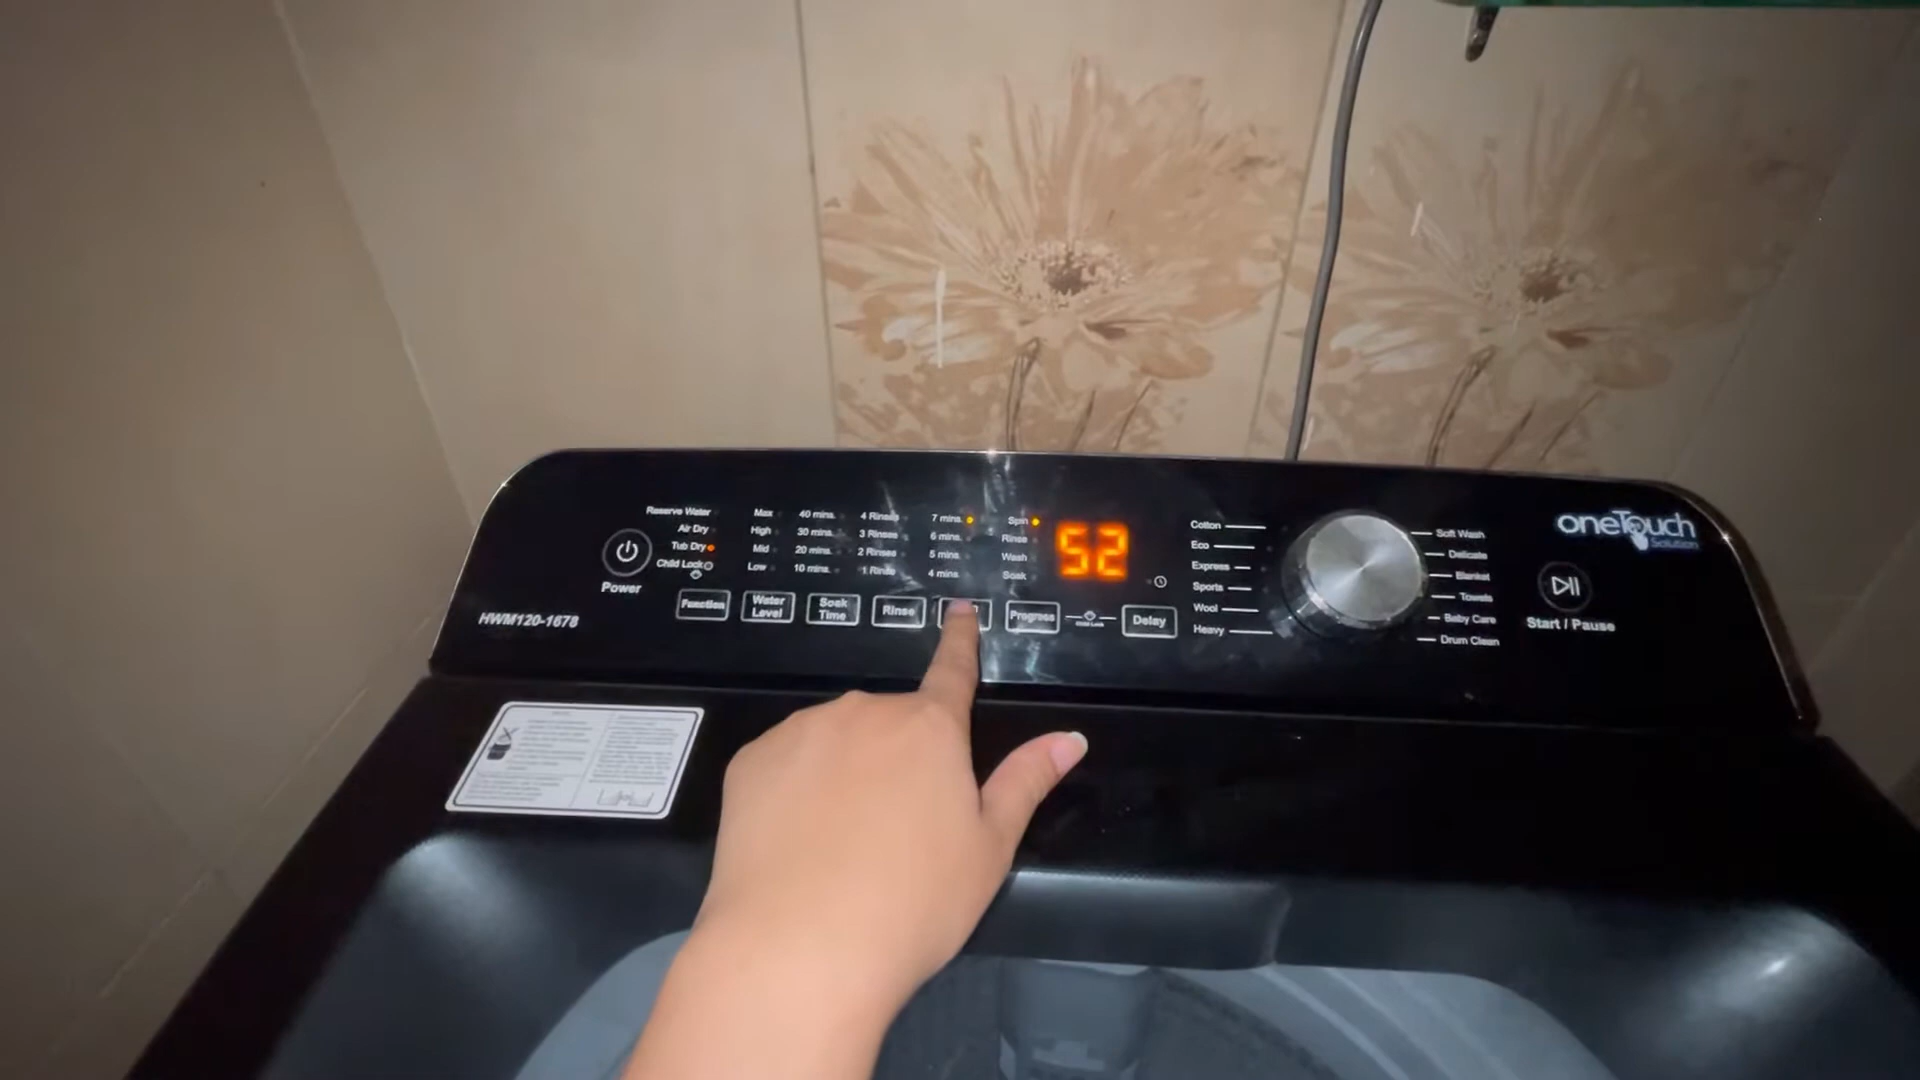 Reserve Water
Air Dry
Tub Dry
Child Lock
Power
HWM120-1678
Function
Max
High
Mid
Low
Water
Level
40 mins.
30 mins.
20 mins.
10 mins.
Soak
Time
4 Rinses
3 Rinses
2 Rinses
1 Rinse
Rinse
7 mins.
6 mins.
5 mins.
4 mins.
Spin
Rinse
Wash
Soak
Progress
52
Child Lock
Delay
Cotton
Eco
Express
Sports
Wool
Heavy
Soft Wash
Delicate
Blanket
Towels
Baby Care
Drum Clean
oneTouch
Solution
Start / Pause